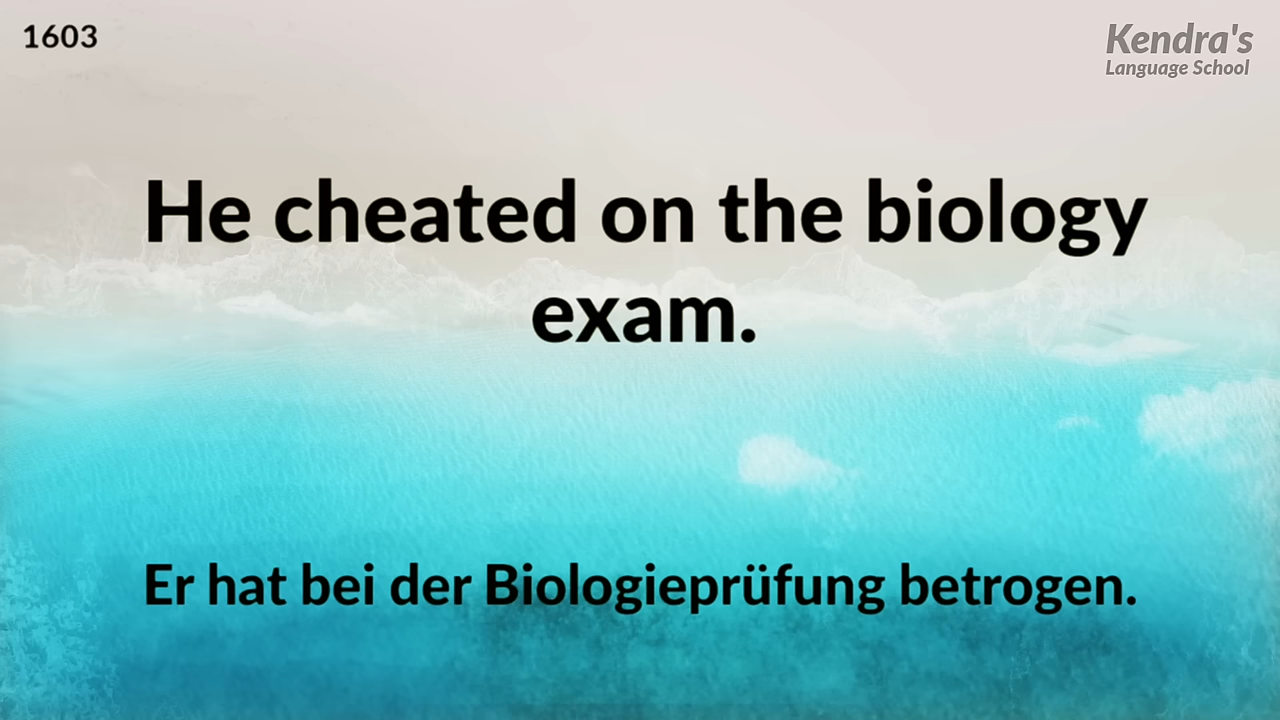 1603
Kendra's
Language School
He cheated on the biology
exam.
Er hat bei der Biologieprüfung betrogen.